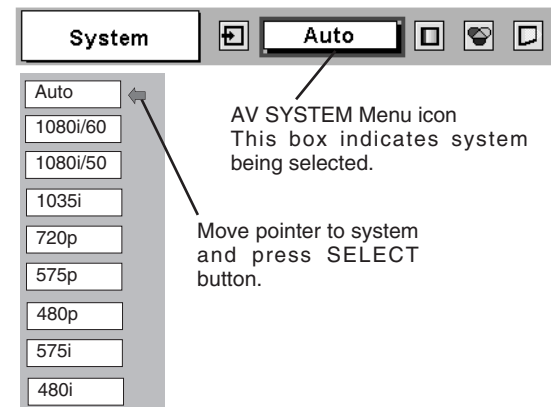 System
Auto
Auto
1080i/60
1080i/50
1035i
720p
575p
480p
575i
480i
AV SYSTEM Menu icon
This box indicates system
being selected.
Move pointer to system
and press SELECT
button.